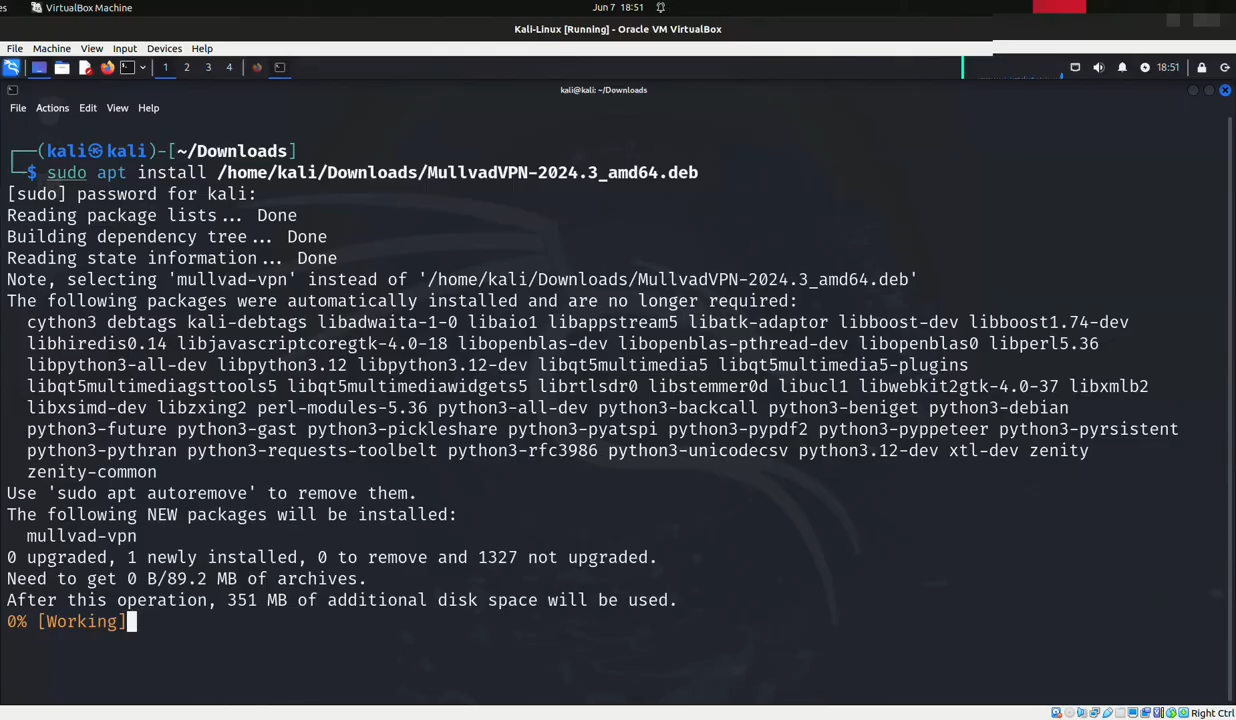 es VirtualBox Machine Jun 7 18:51
Kali-Linux [Running] - Oracle VM VirtualBox
File Machine View Input Devices Help
1 2 3 4 18:51
kali@kali: ~/Downloads
File Actions Edit View Help
┌──(kali㉿kali)-[~/Downloads]
└─$ sudo apt install /home/kali/Downloads/MullvadVPN-2024.3_amd64.deb
[sudo] password for kali:
Reading package lists... Done
Building dependency tree... Done
Reading state information... Done
Note, selecting 'mullvad-vpn' instead of '/home/kali/Downloads/MullvadVPN-2024.3_amd64.deb'
The following packages were automatically installed and are no longer required:
cython3 debtags kali-debtags libadwaita-1-0 libaio1 libappstream5 libatk-adaptor libboost-dev libboost1.74-dev
libhiredis0.14 libjavascriptcoregtk-4.0-18 libopenblas-dev libopenblas-pthread-dev libopenblas0 libperl5.36
libpython3-all-dev libpython3.12 libpython3.12-dev libqt5multimedia5 libqt5multimedia5-plugins
libqt5multimediagsttools5 libqt5multimediawidgets5 librtlsdr0 libstemmer0d libucl1 libwebkit2gtk-4.0-37 libxmlb2
libxsimd-dev libzxing2 perl-modules-5.36 python3-all-dev python3-backcall python3-beniget python3-debian
python3-future python3-gast python3-pickleshare python3-pyatspi python3-pypdf2 python3-pyppeteer python3-pyrsistent
python3-pythran python3-requests-toolbelt python3-rfc3986 python3-unicodecsv python3.12-dev xtl-dev zenity
zenity-common
Use 'sudo apt autoremove' to remove them.
The following NEW packages will be installed:
mullvad-vpn
0 upgraded, 1 newly installed, 0 to remove and 1327 not upgraded.
Need to get 0 B/89.2 MB of archives.
After this operation, 351 MB of additional disk space will be used.
0% [Working]
Right Ctrl